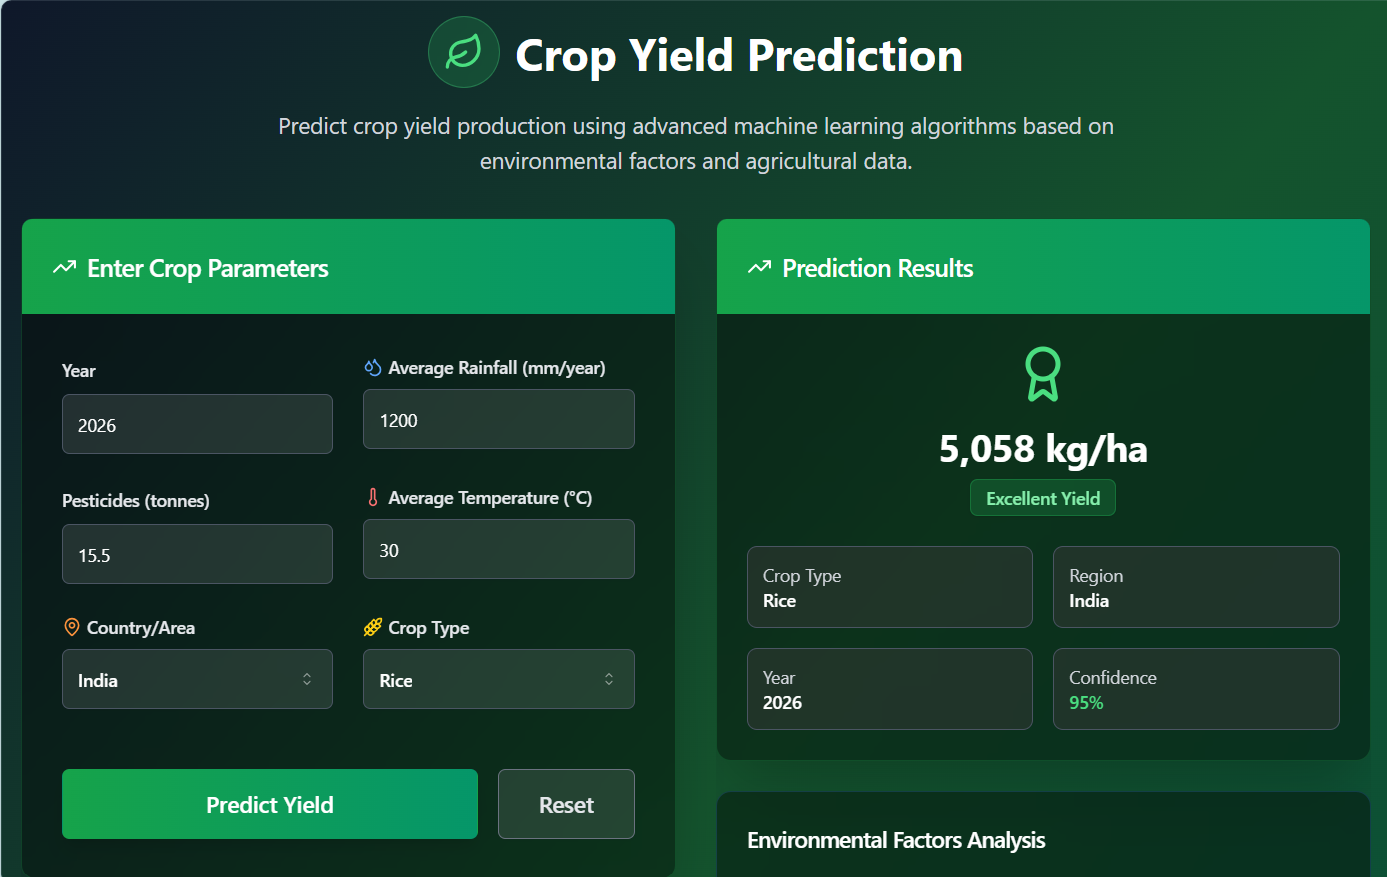 Crop Yield Prediction
Predict crop yield production using advanced machine learning algorithms based on
environmental factors and agricultural data.
Enter Crop Parameters
Year
2026
Average Rainfall (mm/year)
1200
Pesticides (tonnes)
15.5
Average Temperature (°C)
30
Country/Area
India
Crop Type
Rice
Predict Yield
Reset
Prediction Results
5,058 kg/ha
Excellent Yield
Crop Type
Rice
Region
India
Year
2026
Confidence
95%
Environmental Factors Analysis